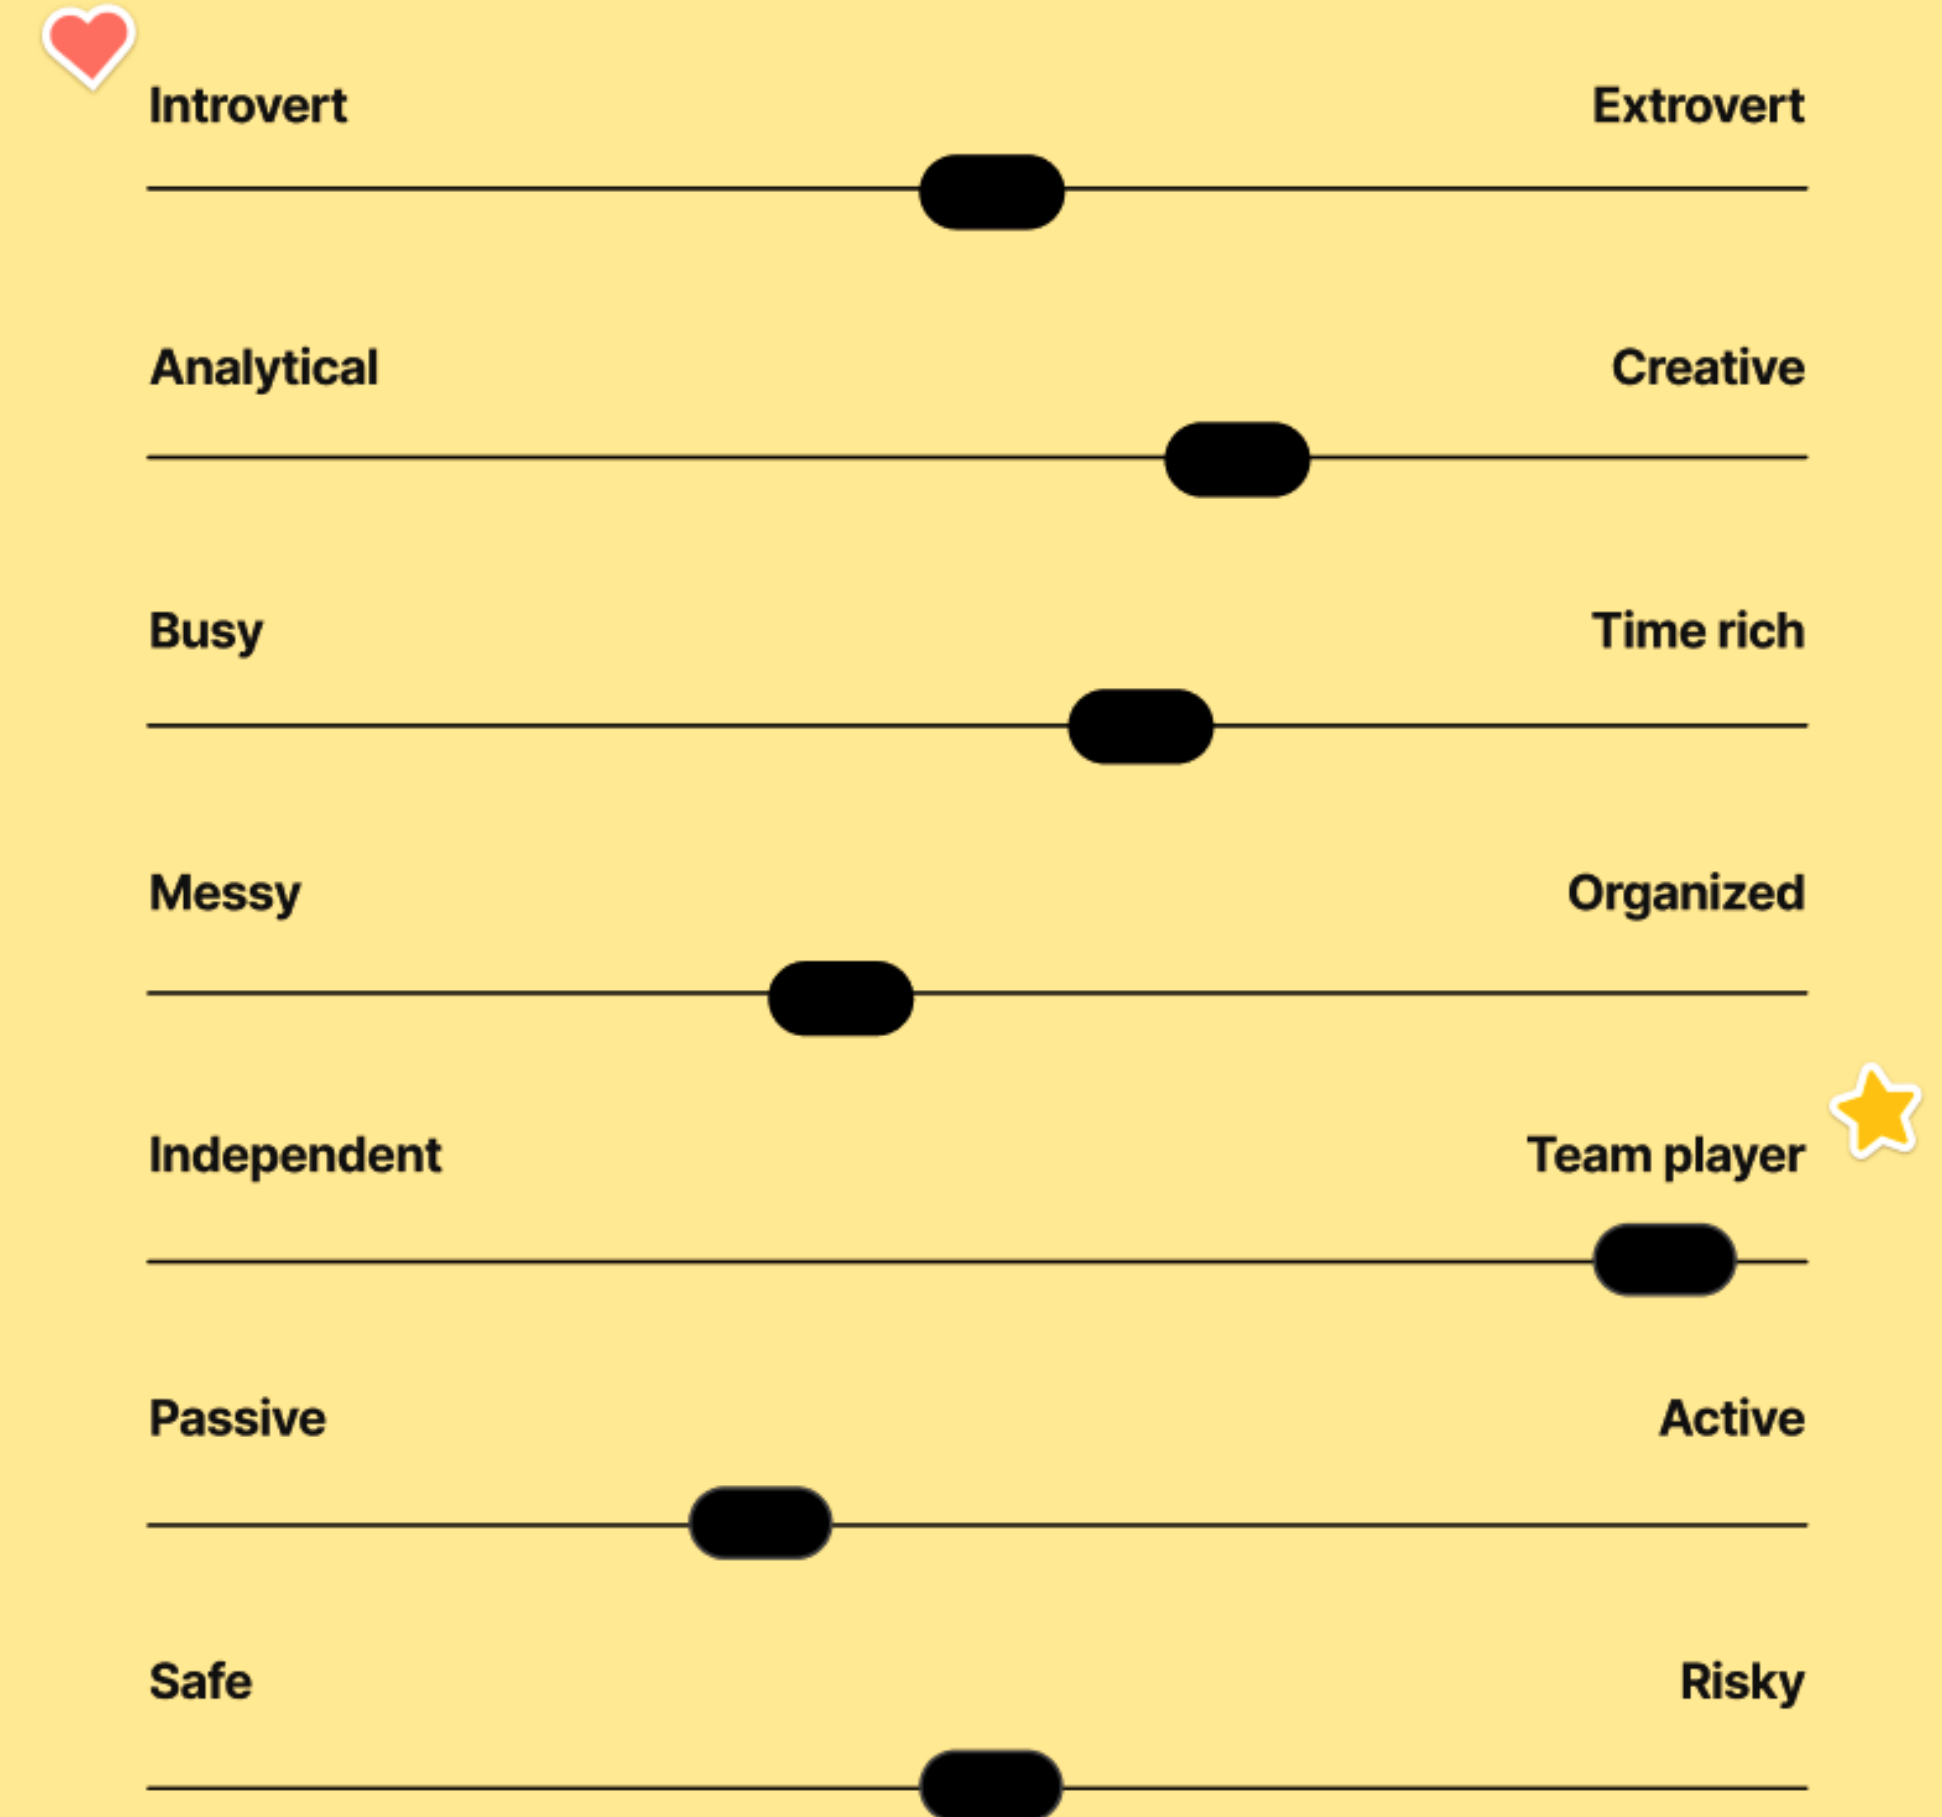 Introvert Extrovert
Analytical Creative
Busy Time rich
Messy Organized
Independent Team player
Passive Active
Safe Risky